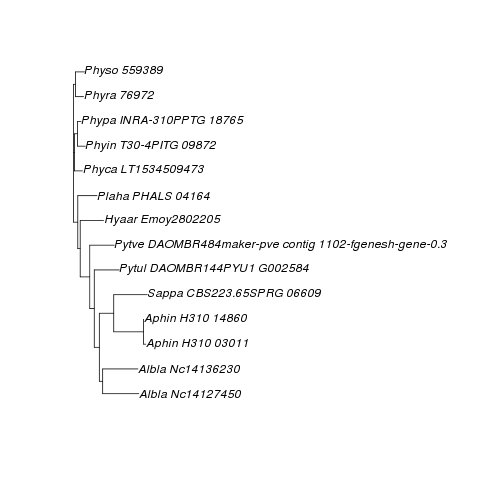 Physo 559389
Phyra 76972
Phypa INRA-310PPTG 18765
Phyin T30-4PITG 09872
Phyca LT1534509473
Plaha PHALS 04164
Hyaar Emoy2802205
Pytve DAOMBR484maker-pve contig 1102-fgenesh-gene-0.3
Pytul DAOMBR144PYU1 G002584
Sappa CBS223.65SPRG 06609
Aphin H310 14860
Aphin H310 03011
Albla Nc14136230
Albla Nc14127450